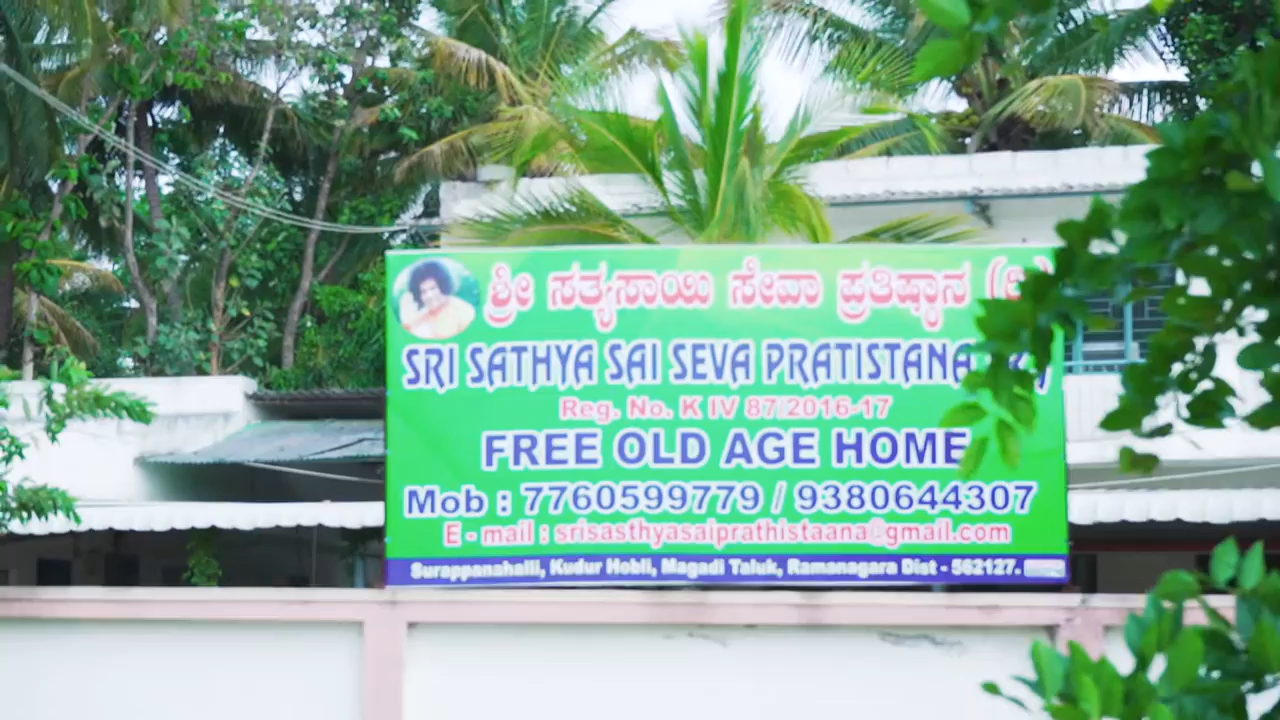 ಶ್ರೀ ಸತ್ಯಸಾಯಿ ಸೇವಾ ಪ್ರತಿಷ್ಠಾನ
SRI SATHYA SAI SEVA PRATISTANA
Reg. No. K IV 87/2016-17
FREE OLD AGE HOME
Mob : 7760599779 / 9380644307
E - mail : srisasthyasaiprathistaana@gmail.com
Surappanahalli, Kudur Hobli, Magadi Taluk, Ramanagara Dist - 562127.